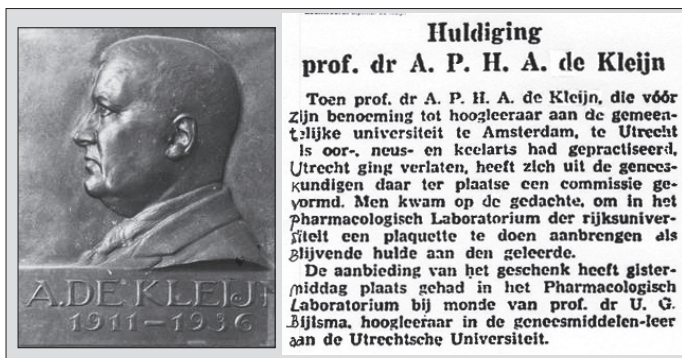 A. DE KLEIJN
1911–1936
Huldiging
prof. dr A. P. H. A. de Kleijn
Toen prof. dr A. P. H. A. de Kleijn, die vóór
zijn benoeming tot hoogleeraar aan de gemeen-
telijke universiteit te Amsterdam, te Utrecht
ls oor-, neus- en keelarts had gepractiseerd,
Utrecht ging verlaten, heeft zich uit de genees-
kundigen daar ter plaatse een commissie ge-
vormd. Men kwam op de gedachte, om in het
Pharmacologisch Laboratorium der rijksuniver-
siteit een plaquette te doen aanbrengen als
blijvende hulde aan den geleerde.
De aanbieding van het geschenk heeft gister-
middag plaats gehad in het Pharmacologisch
Laboratorium bij monde van prof. dr U. G.
Bijlsma, hoogleeraar in de geneesmiddelen-leer
aan de Utrechtsche Universiteit.